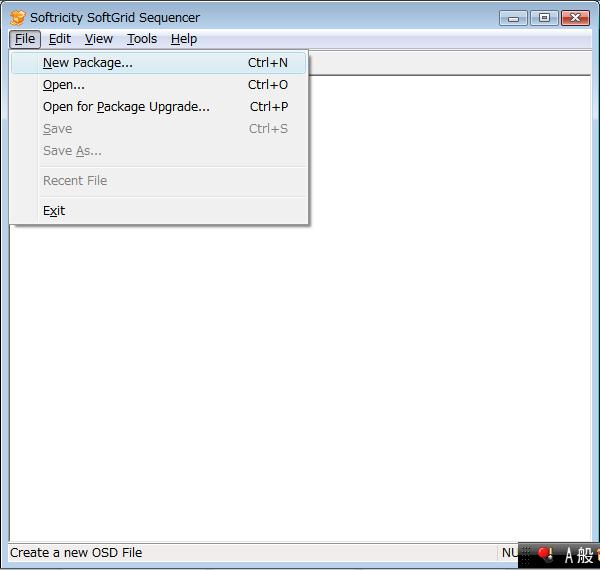 Softricity SoftGrid Sequencer
File Edit View Tools Help
New Package... Ctrl+N
Open... Ctrl+O
Open for Package Upgrade... Ctrl+P
Save Ctrl+S
Save As...
Recent File
Exit
Create a new OSD File NU A 般